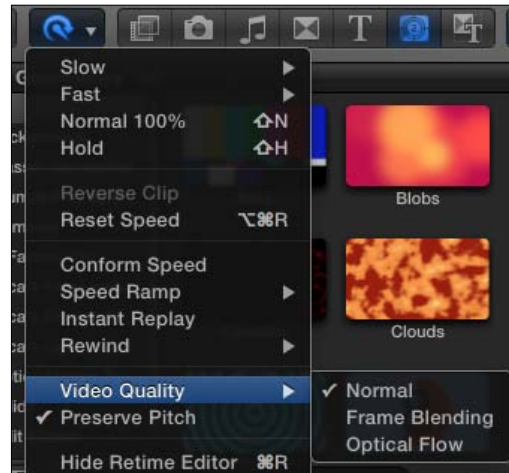 T
T
G
Slow
Fast
Normal 100% ⇧N
Hold ⇧H
Reverse Clip
Reset Speed ⌥⌘R
Conform Speed
Speed Ramp
Instant Replay
Rewind
Video Quality
✓ Preserve Pitch
Hide Retime Editor ⌘R
✓ Normal
Frame Blending
Optical Flow
Blobs
Clouds